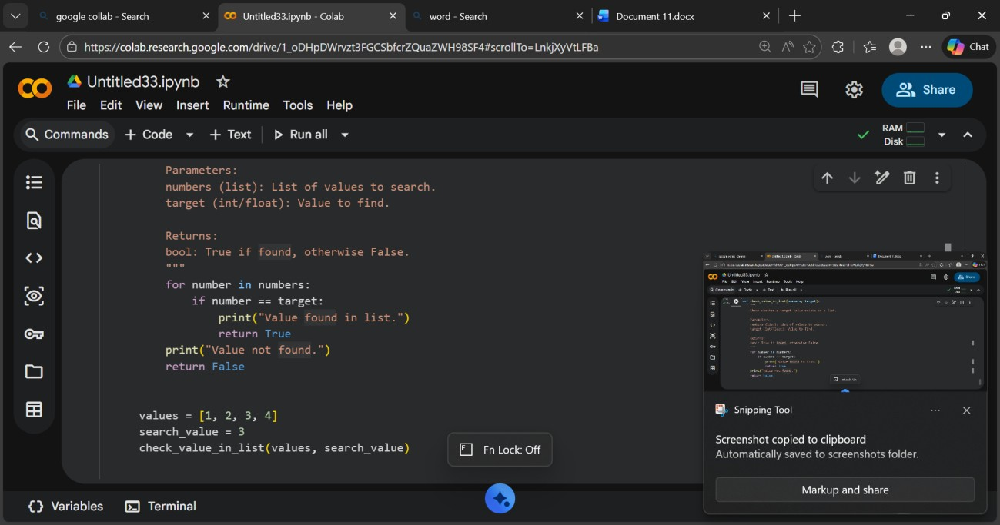 google collab - Search
Untitled33.ipynb - Colab
word - Search
Document 11.docx
https://colab.research.google.com/drive/1_oDHpDWrvzt3FGCSbfcrZQuaZWH98SF4#scrollTo=LnkjXyVtLFBa
Chat
Untitled33.ipynb
File Edit View Insert Runtime Tools Help
Share
Commands + Code + Text Run all
RAM
Disk
Parameters:
numbers (list): List of values to search.
target (int/float): Value to find.
Returns:
bool: True if found, otherwise False.
"""
for number in numbers:
if number == target:
print("Value found in list.")
return True
print("Value not found.")
return False
values = [1, 2, 3, 4]
search_value = 3
check_value_in_list(values, search_value)
Fn Lock: Off
Snipping Tool
Screenshot copied to clipboard
Automatically saved to screenshots folder.
Markup and share
Variables Terminal